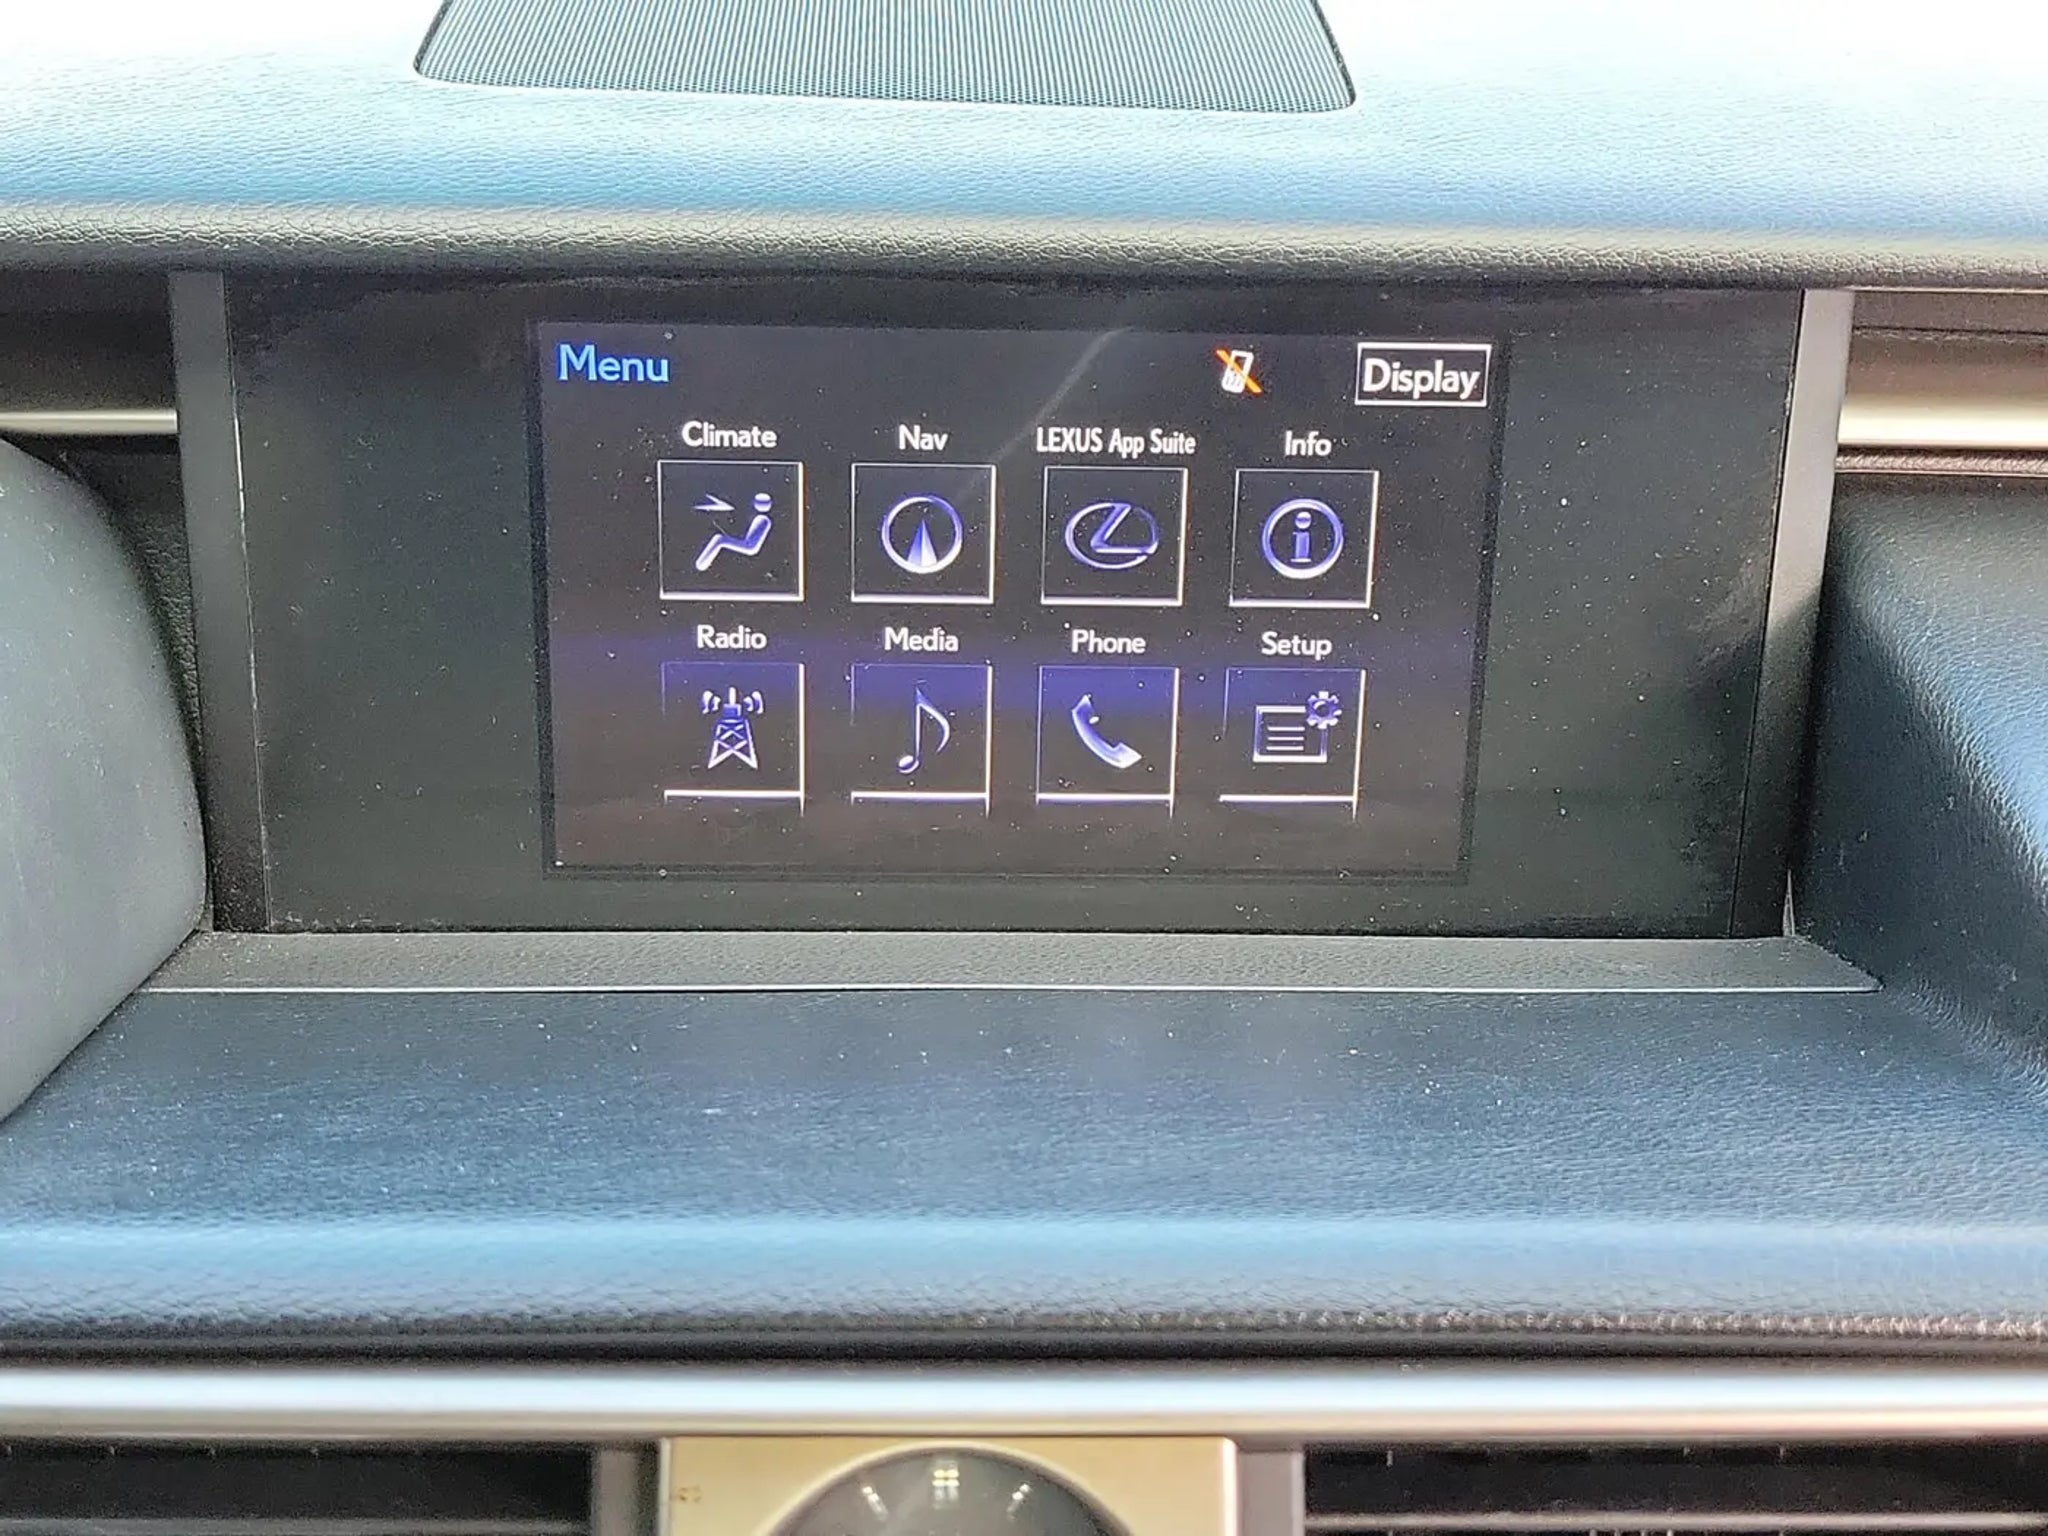 Menu
Display
Climate
Nav
LEXUS App Suite
Info
Radio
Media
Phone
Setup